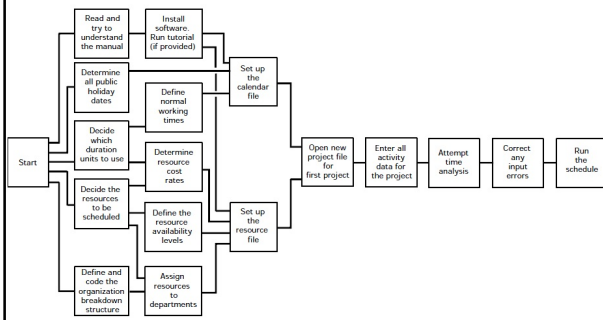 Start
Read and
try to
understand
the manual
Determine
all public
holiday
dates
Decide
which
duration
units to use
Decide the
resources
to be
scheduled
Define and
code the
organization
breakdown
structure
Install
software.
Run tutorial
(if provided)
Define
normal
working
times
Determine
resource
cost
rates
Define the
resource
availability
levels
Assign
resources
to
departments
Set up
the
calendar
file
Set up
the
resource
file
Open new
project file
for
first project
Enter all
activity
data for
the project
Attempt
time
analysis
Correct
any
input
errors
Run
the
schedule